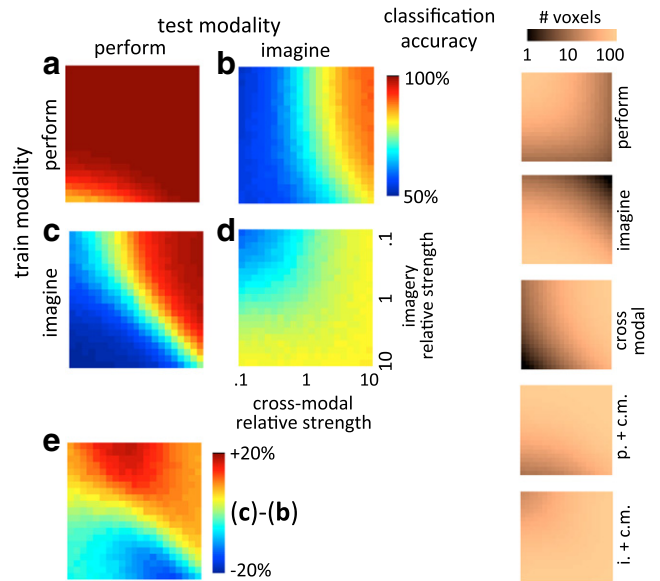 test modality
perform
imagine
classification
accuracy
a
b
100%
50%
train modality
perform
imagine
c
d
.1
1
10
imagery
relative strength
.1
1
10
cross-modal
relative strength
e
+20%
(c)-(b)
-20%
# voxels
1
10
100
perform
imagine
cross
modal
p. + c.m.
i. + c.m.